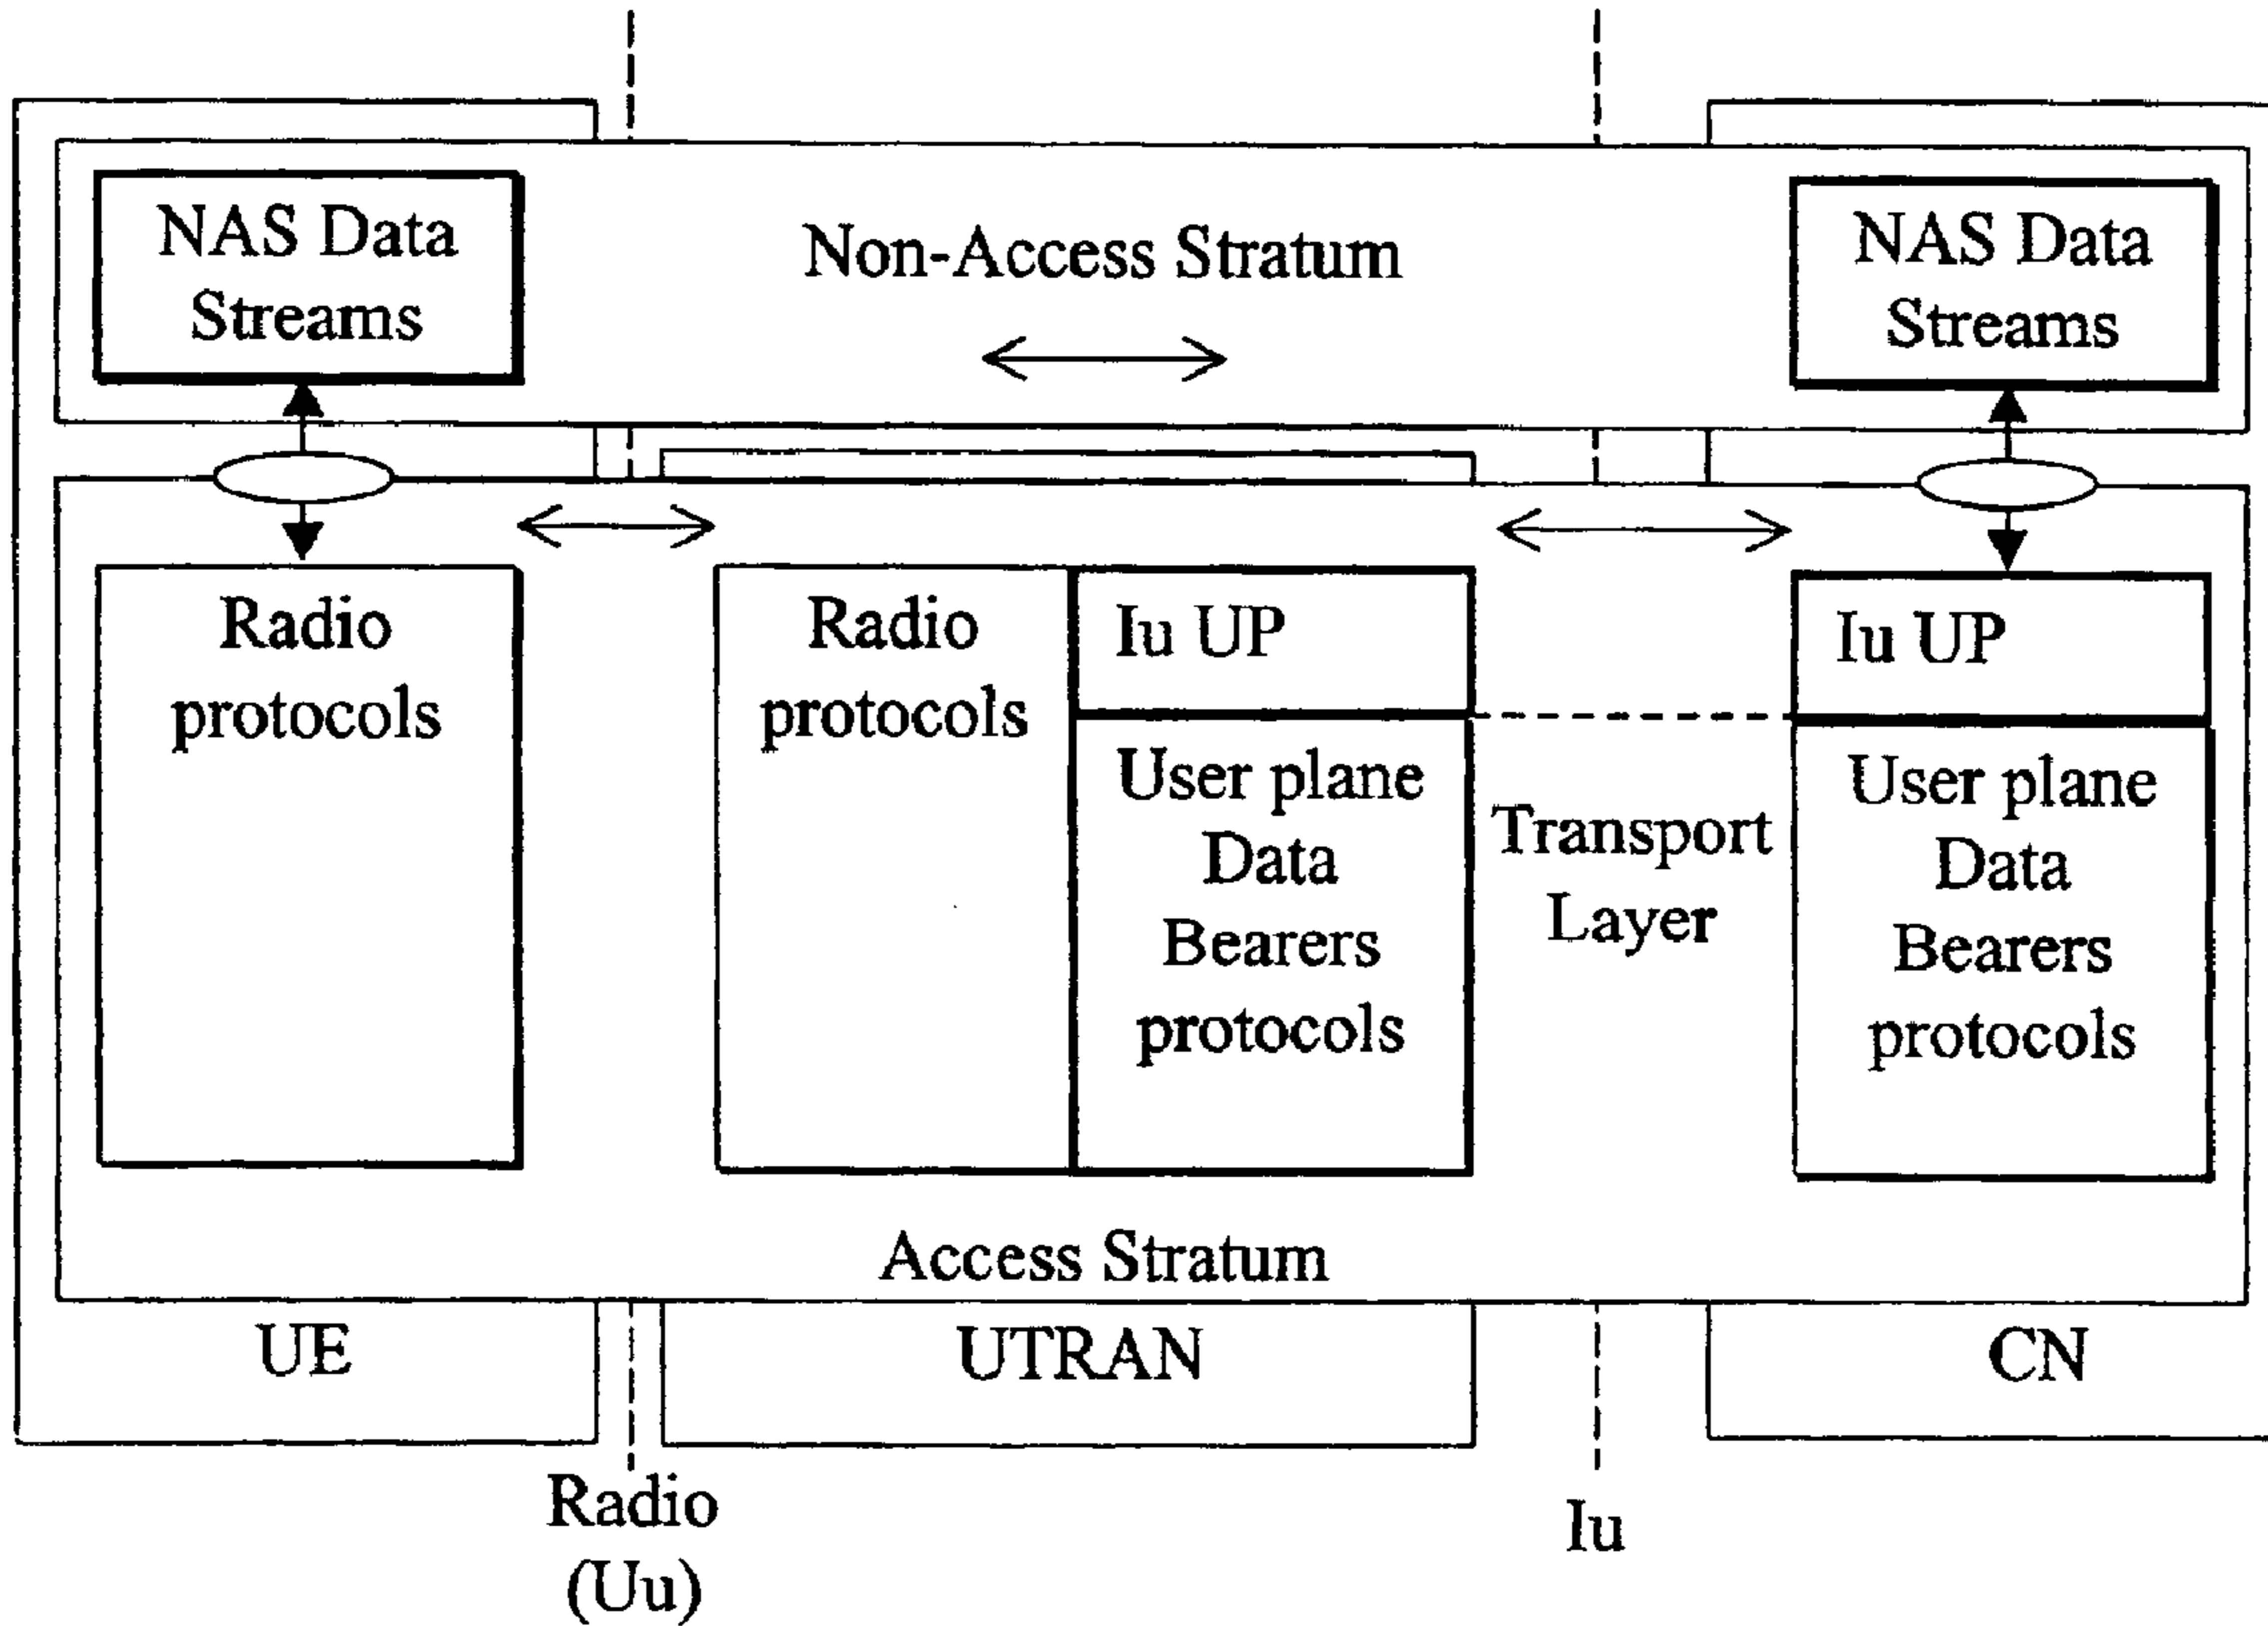 NAS Data
Streams
Non-Access Stratum
NAS Data
Streams
Radio
protocols
Radio
protocols
Iu UP
User plane
Data
Bearers
protocols
Transport
Layer
Iu UP
User plane
Data
Bearers
protocols
Access Stratum
UE
UTRAN
CN
Radio
(Uu)
Iu